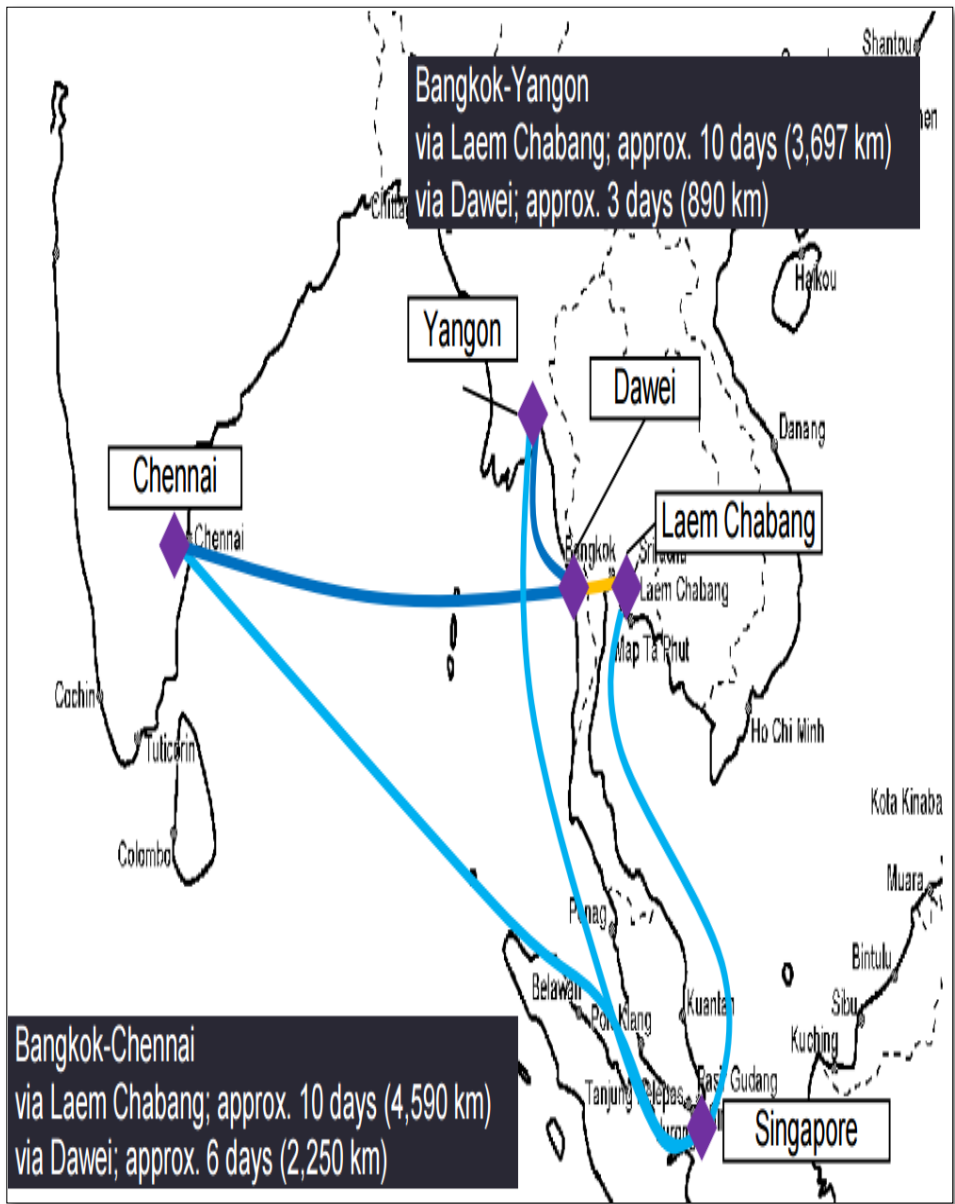 Shantou
Bangkok-Yangon
via Laem Chabang; approx. 10 days (3,697 km)
via Dawei; approx. 3 days (890 km)
Haikou
Yangon
Dawei
Danang
Chennai
Chennai
Laem Chabang
Bangkok
Laem Chabang
Map Ta Phut
Cochin
Tuticorin
Ho Chi Minh
Colombo
Kota Kinaba
Penag
Muara
Belawan
Bintulu
Port Klang
Kuantan
Sibu
Kuching
Bangkok-Chennai
via Laem Chabang; approx. 10 days (4,590 km)
via Dawei; approx. 6 days (2,250 km)
Gudang
Tanjung
Singapore